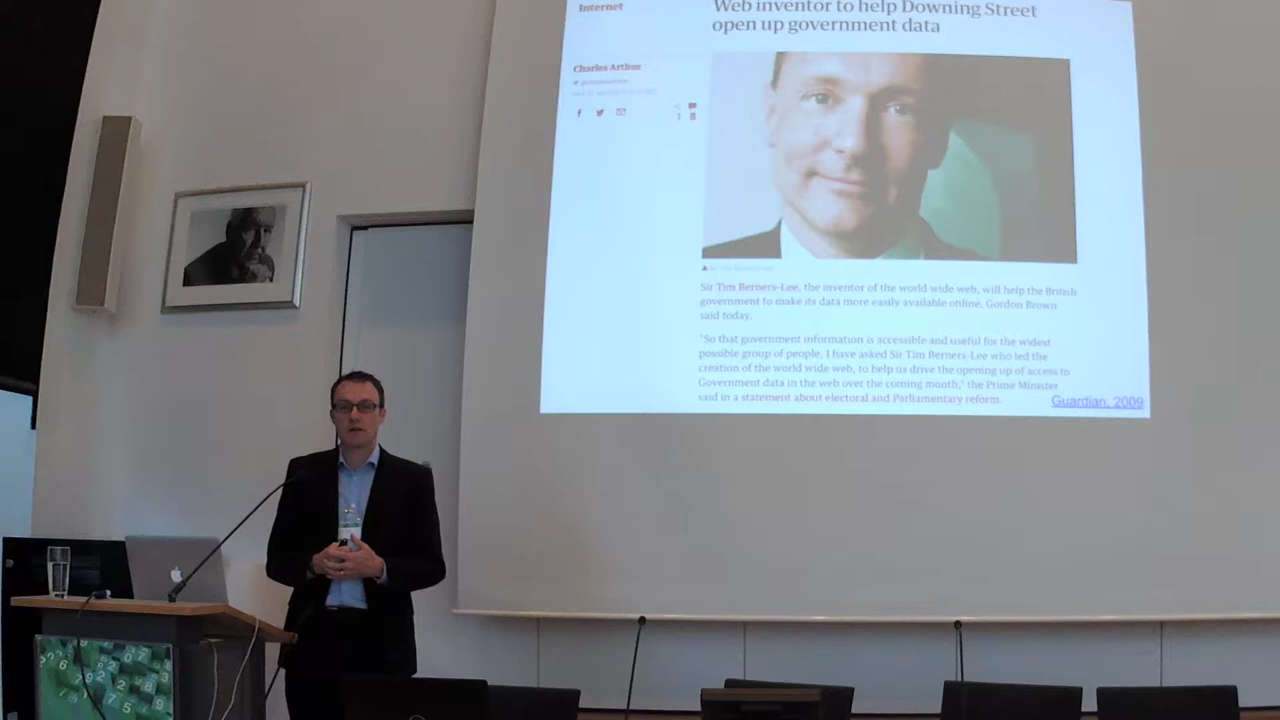 Internet
Web inventor to help Downing Street
open up government data
Charles Arthur
Sir Tim Berners-Lee, the inventor of the world wide web, will help the British
government to make its data more easily available online, Gordon Brown
said today.
"So that government information is accessible and useful for the widest
possible group of people, I have asked Sir Tim Berners-Lee who led the
creation of the world wide web, to help us drive the opening up of access to
Government data in the web over the coming month," the Prime Minister
said in a statement about electoral and Parliamentary reform.
Guardian, 2009